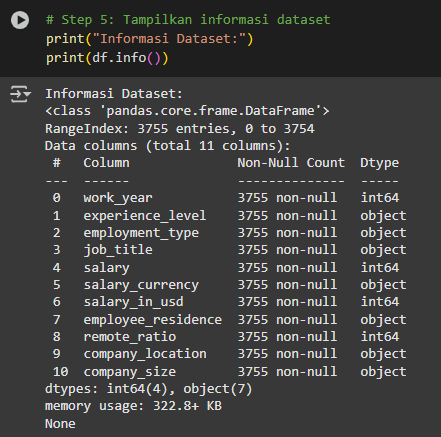 # Step 5: Tampilkan informasi dataset
print("Informasi Dataset:")
print(df.info())
Informasi Dataset:
<class 'pandas.core.frame.DataFrame'>
RangeIndex: 3755 entries, 0 to 3754
Data columns (total 11 columns):
 #   Column              Non-Null Count  Dtype
---  ------              --------------  -----
 0   work_year           3755 non-null   int64
 1   experience_level    3755 non-null   object
 2   employment_type     3755 non-null   object
 3   job_title           3755 non-null   object
 4   salary              3755 non-null   int64
 5   salary_currency     3755 non-null   object
 6   salary_in_usd       3755 non-null   int64
 7   employee_residence  3755 non-null   object
 8   remote_ratio        3755 non-null   int64
 9   company_location    3755 non-null   object
 10  company_size        3755 non-null   object
dtypes: int64(4), object(7)
memory usage: 322.8+ KB
None